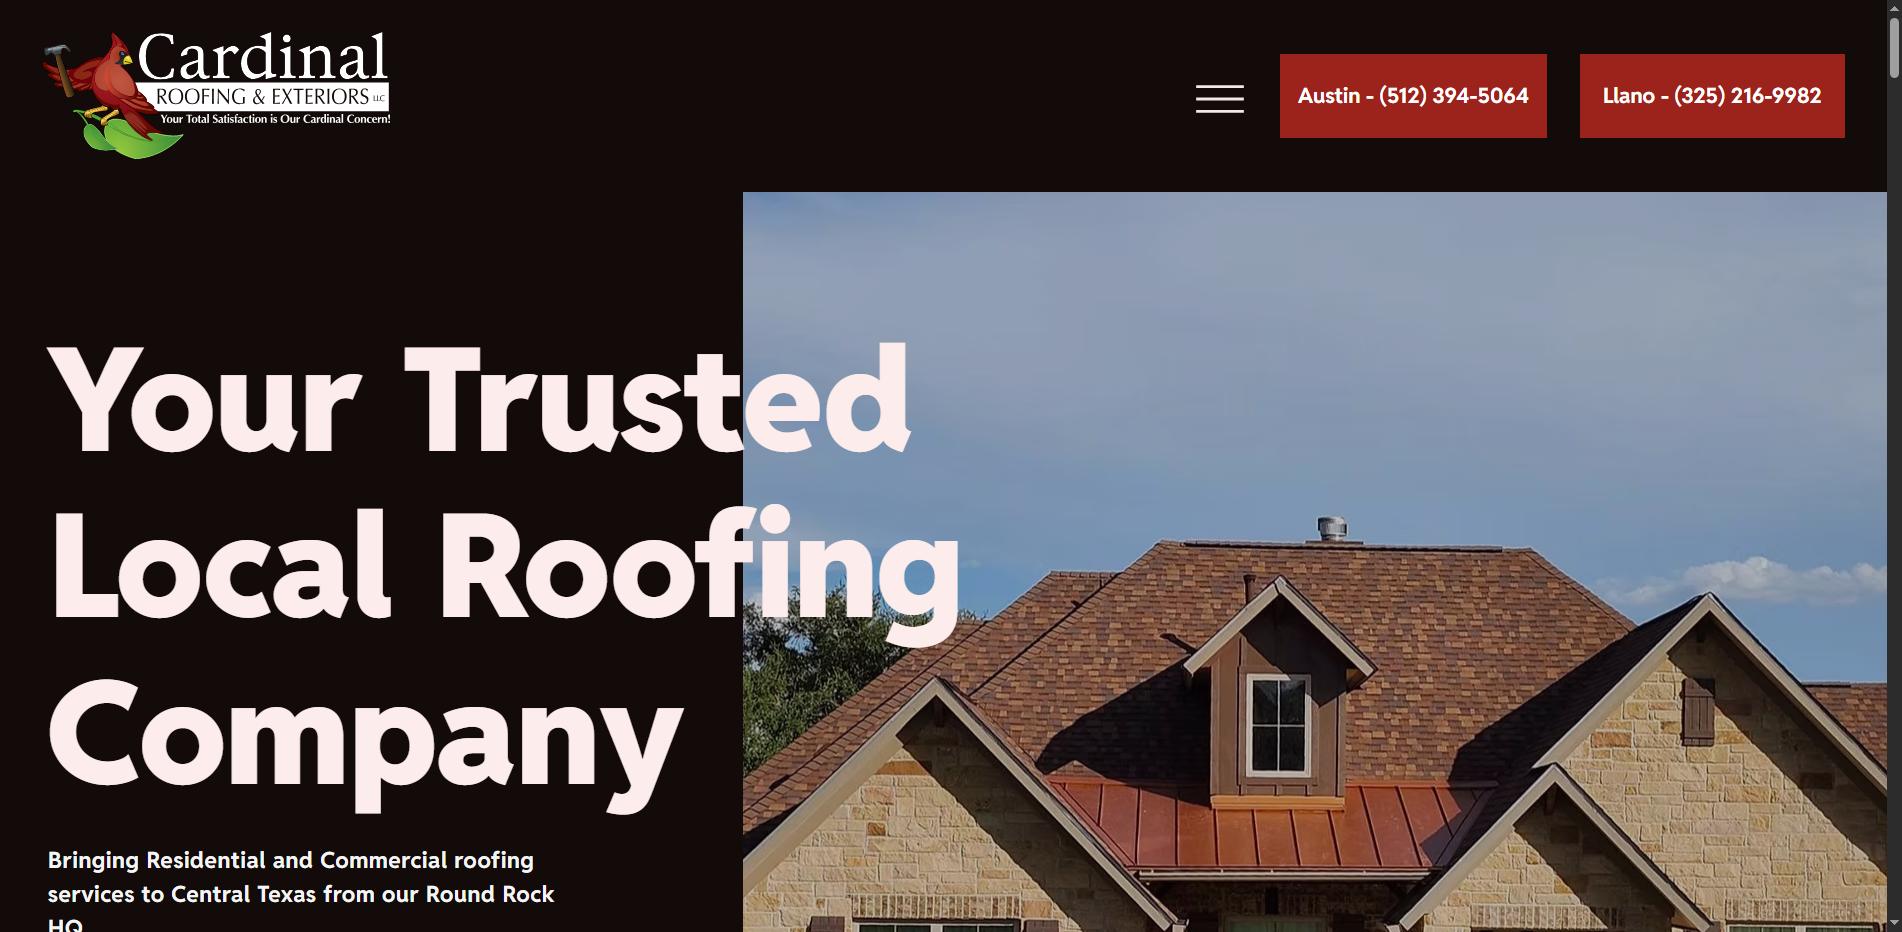 Cardinal
ROOFING & EXTERIORS LLC
Your Total Satisfaction is Our Cardinal Concern!
Austin - (512) 394-5064
Llano - (325) 216-9982
Your Trusted
Local Roofing
Company
Bringing Residential and Commercial roofing
services to Central Texas from our Round Rock
HQ